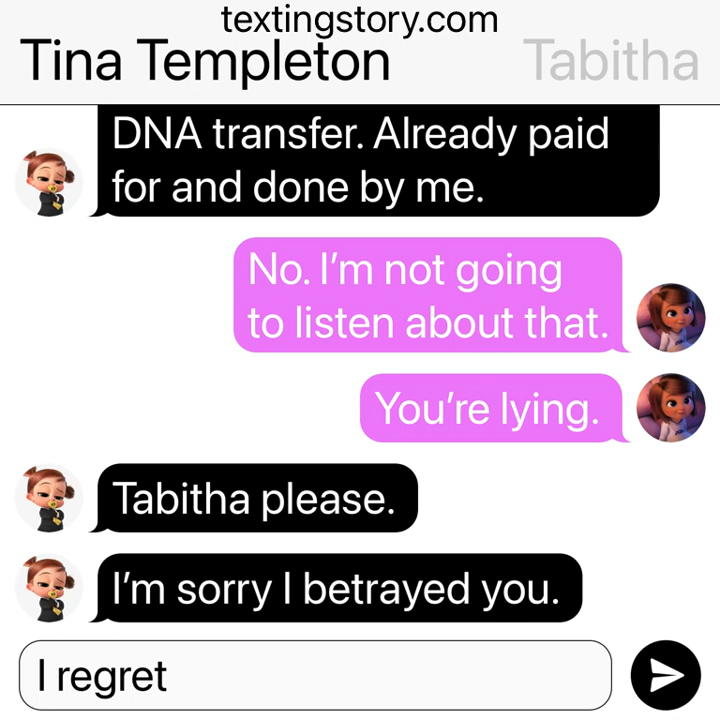 textingstory.com
Tina Templeton Tabitha
DNA transfer. Already paid
for and done by me.
No. I’m not going
to listen about that.
You’re lying.
Tabitha please.
I’m sorry I betrayed you.
I regret